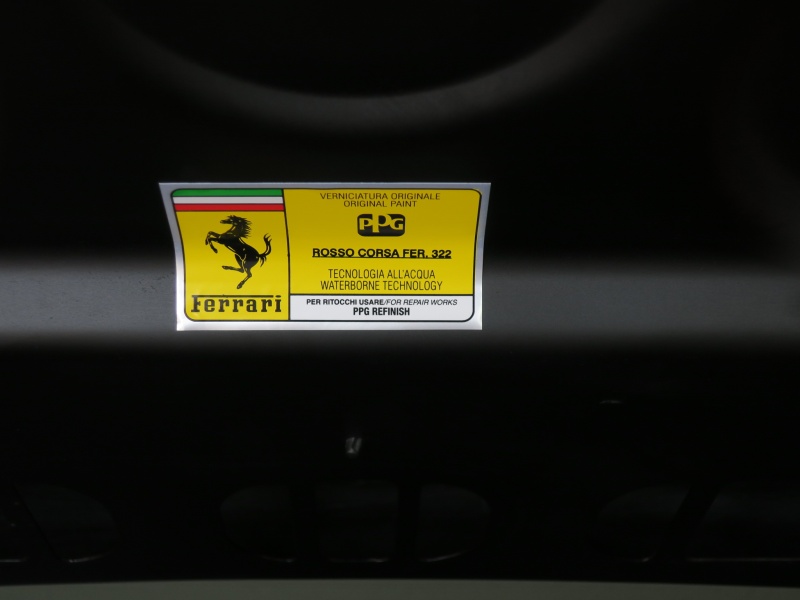 Ferrari
VERNICIATURA ORIGINALE
ORIGINAL PAINT
PPG
ROSSO CORSA FER. 322
TECNOLOGIA ALL'ACQUA
WATERBORNE TECHNOLOGY
PER RITOCCHI USARE/FOR REPAIR WORKS
PPG REFINISH